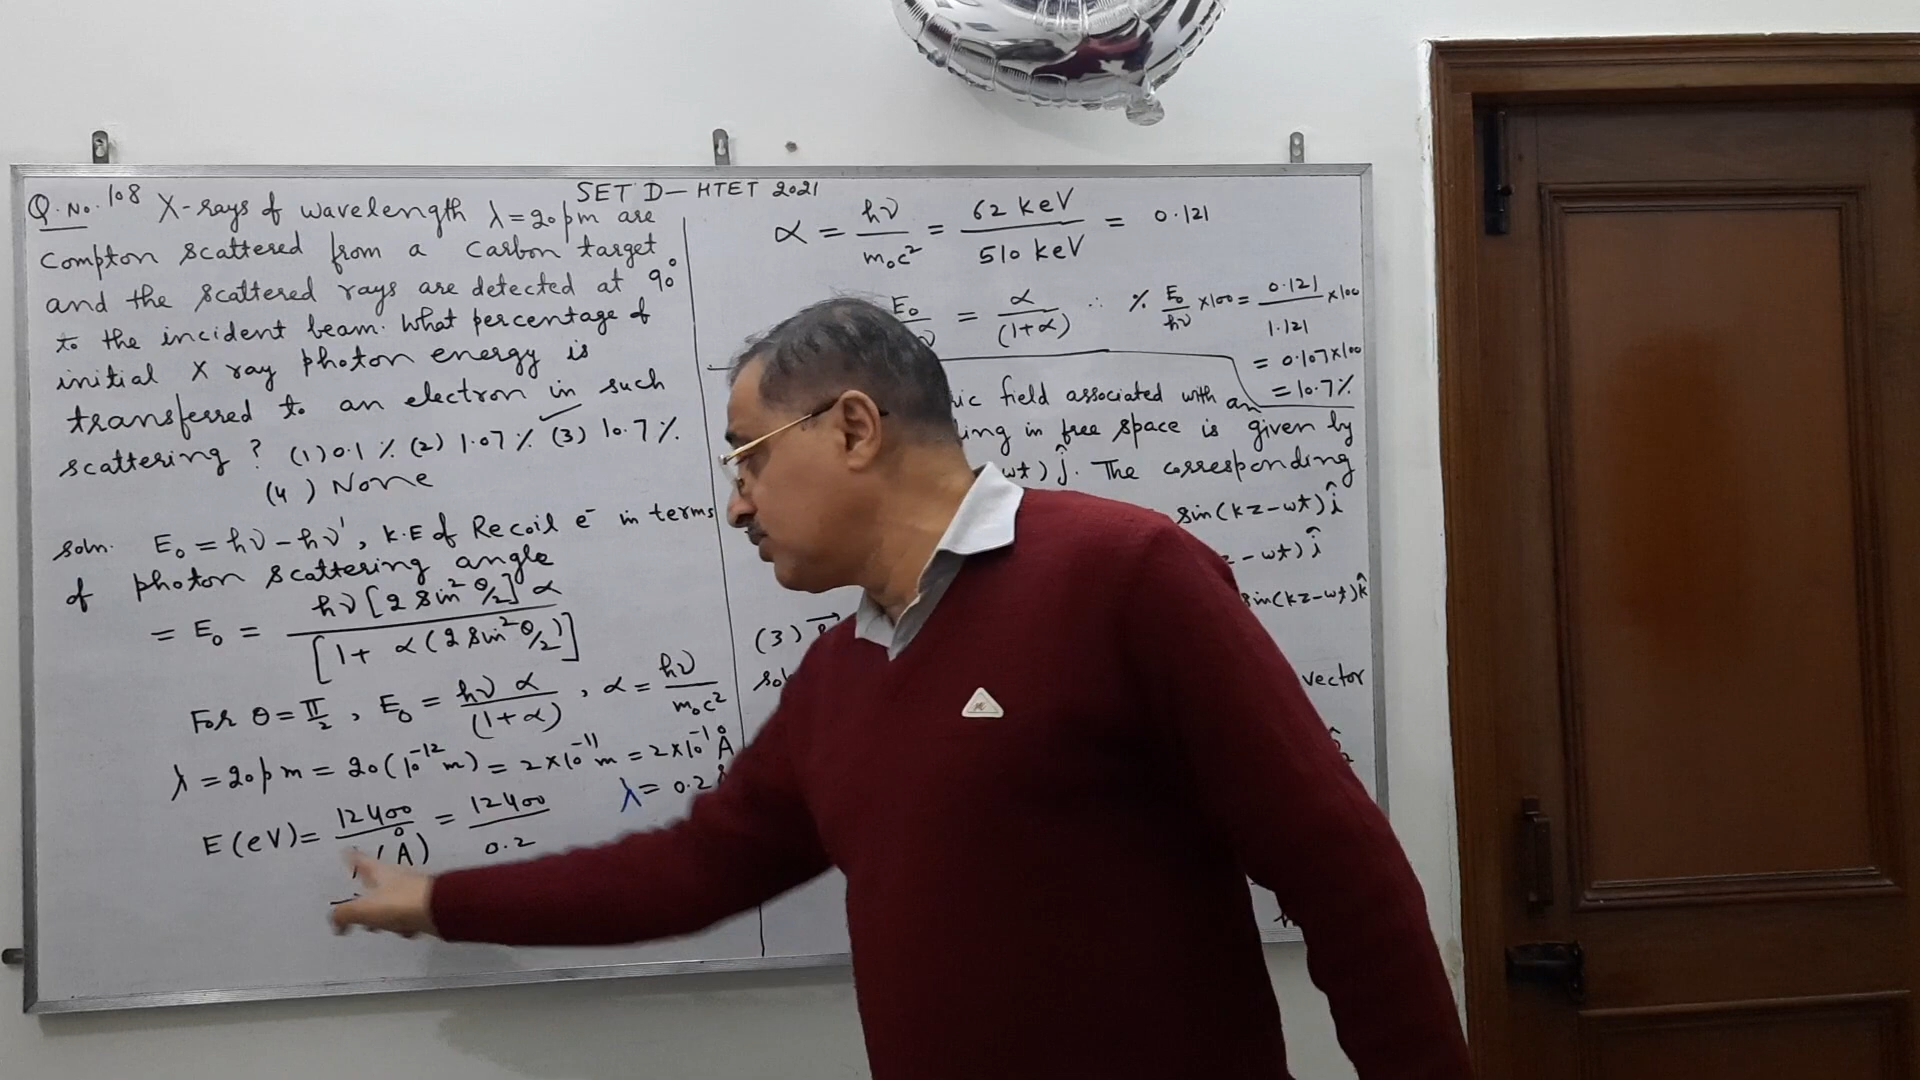 SET D – HTET 2021
Q. No. 108 X-rays of wavelength λ = 20 pm are
Compton scattered from a carbon target
and the scattered rays are detected at 90°
to the incident beam. What percentage of
initial X ray photon energy is
transferred to an electron in such
scattering ? (1) 0.1 % (2) 1.07 % (3) 10.7 % ✓
(4) None
Soln. E₀ = hν – hν', K.E of Recoil e⁻ in terms
of photon scattering angle
= E₀ = hν [2 sin² θ/2] α / [1 + α (2 sin² θ/2)]
For θ = π/2, E₀ = hν α / (1+α), α = hν / m₀c²
λ = 20 pm = 20 (10⁻¹² m) = 2×10⁻¹¹ m = 2×10⁻¹ Å
λ = 0.2
E (eV) = 12400 / (Å) = 12400 / 0.2
α = hν / m₀c² = 62 keV / 510 keV = 0.121
E₀ = α / (1+α) ∴ % E₀/hν ×100 = 0.121 / 1.121 ×100
= 0.107×100
= 10.7 %
field associated with an
in free space is given by
ωt) ĵ. The corresponding
sin (kz – ωt) î
– ωt) î
sin (kz – ωt) k̂
(3)
vector